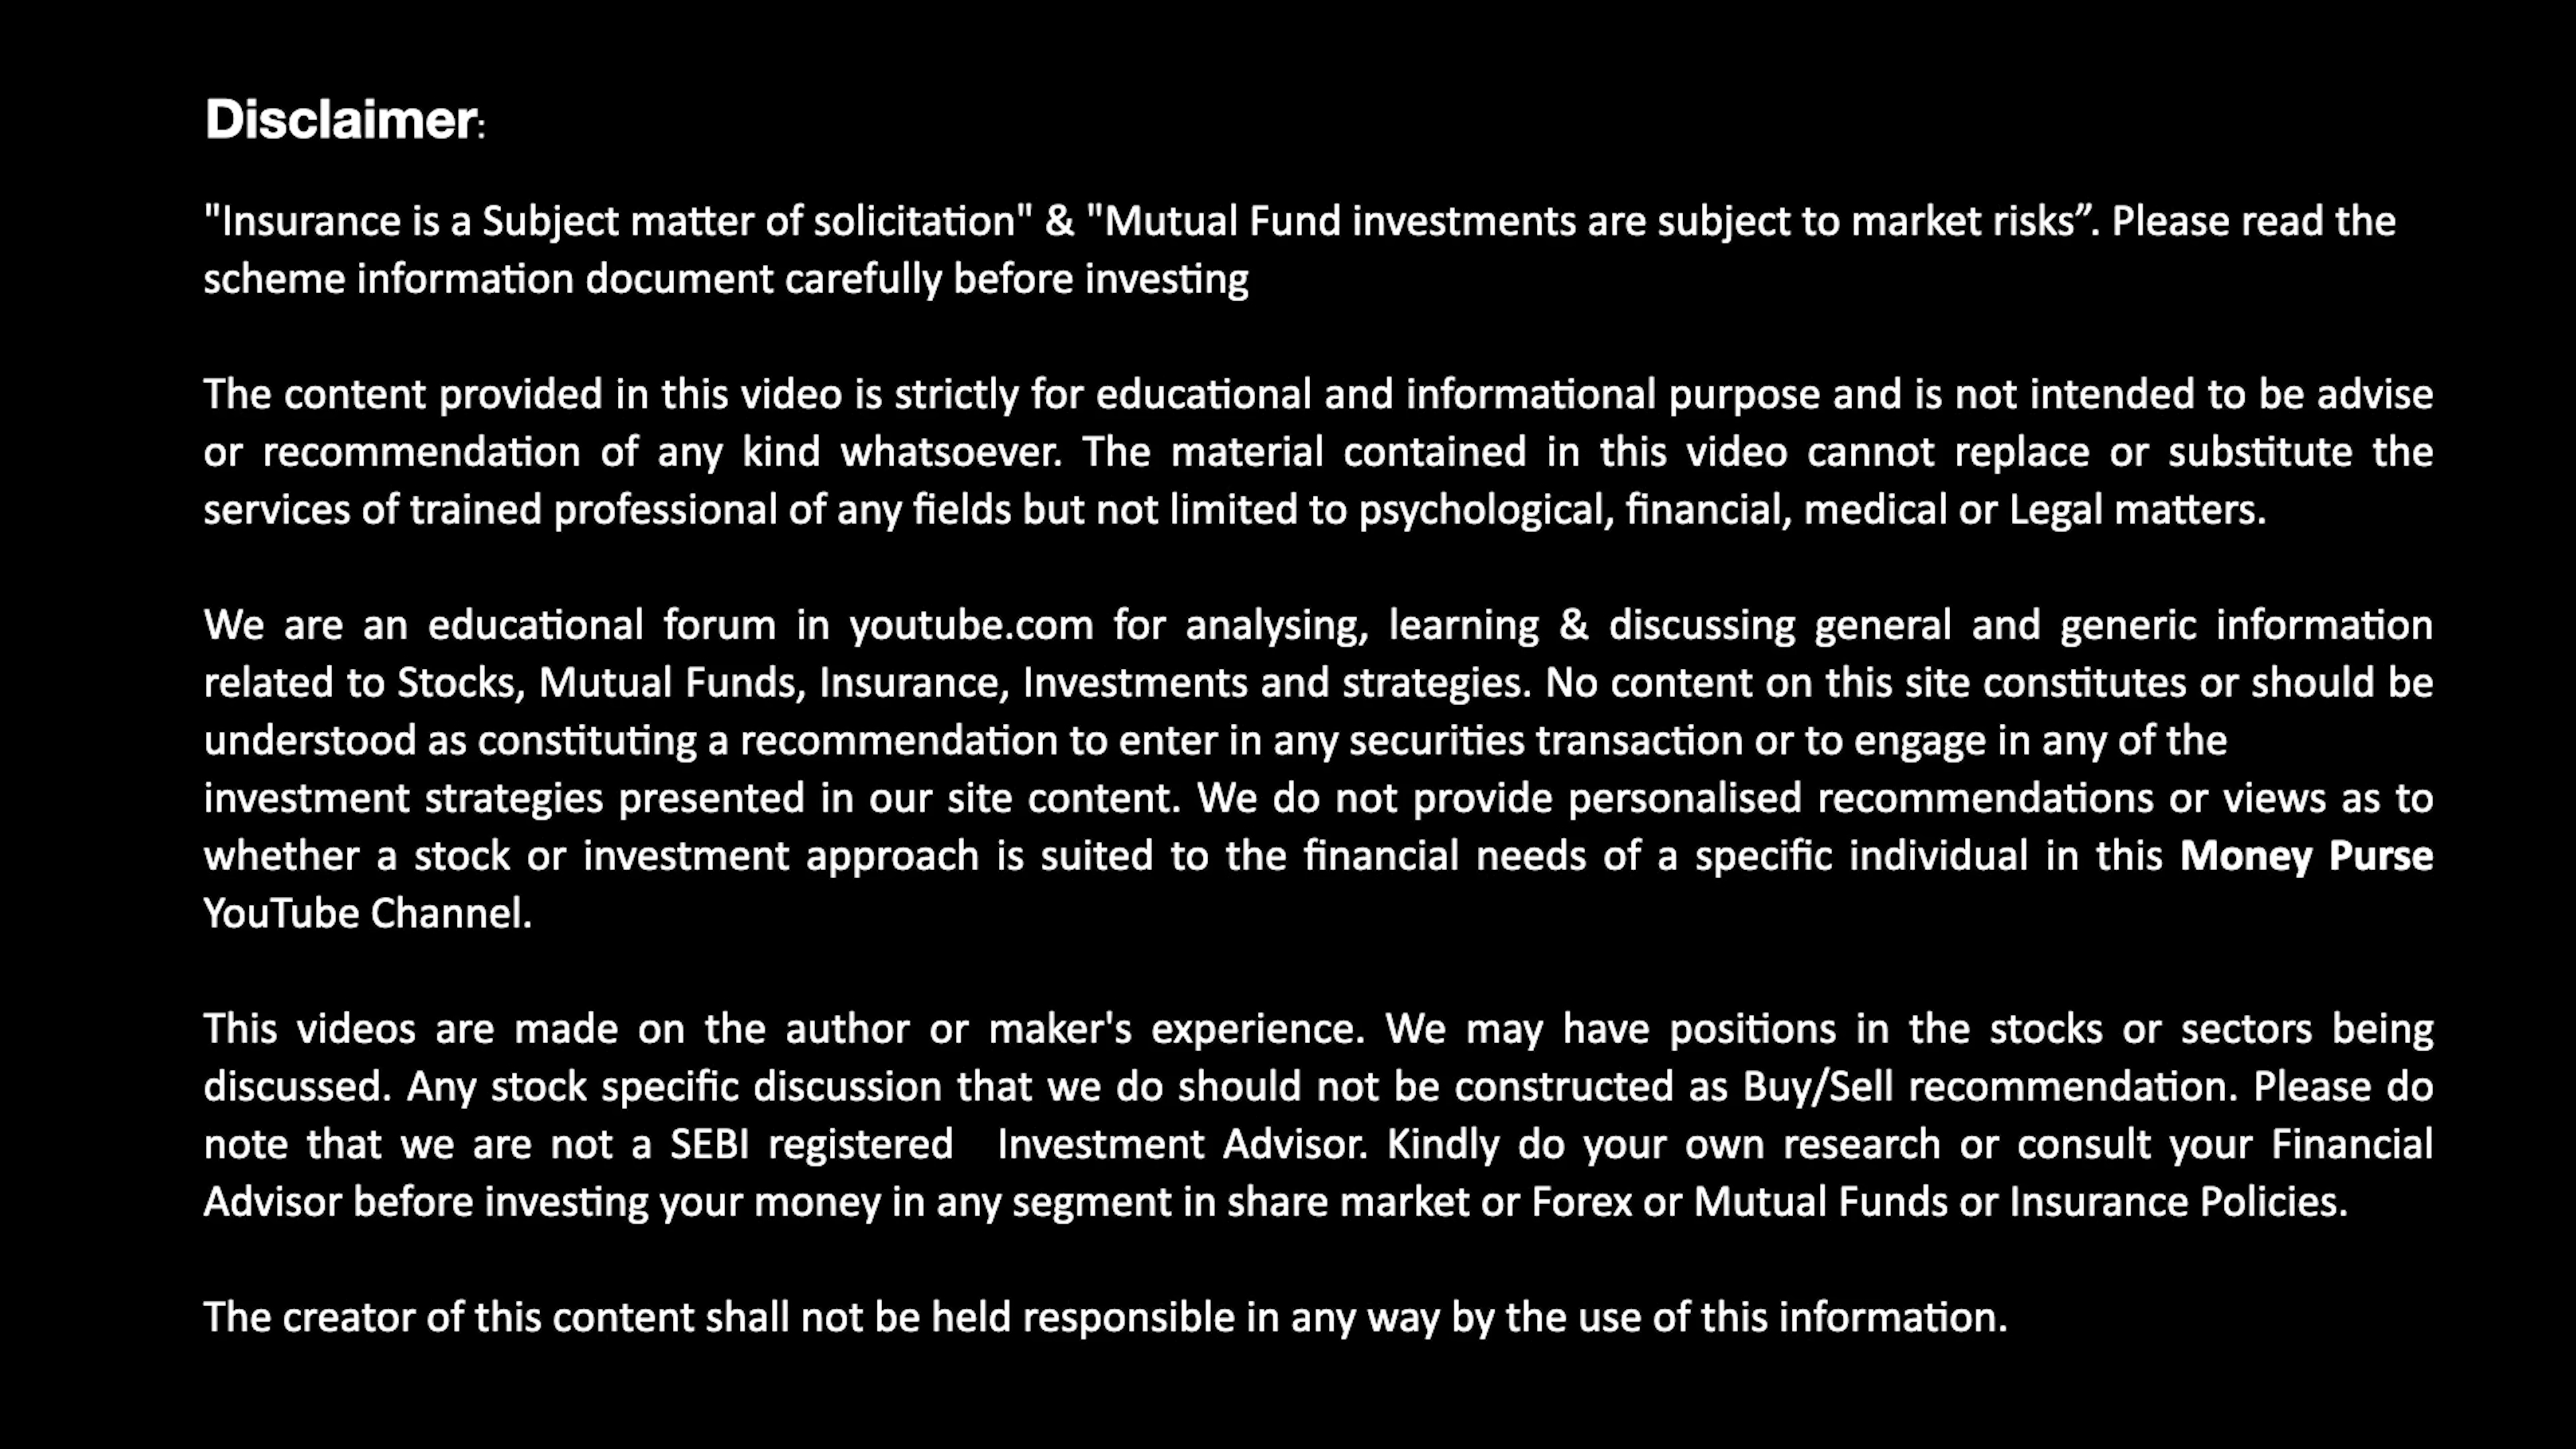 Disclaimer:
"Insurance is a Subject matter of solicitation" & "Mutual Fund investments are subject to market risks”. Please read the
scheme information document carefully before investing
The content provided in this video is strictly for educational and informational purpose and is not intended to be advise
or recommendation of any kind whatsoever. The material contained in this video cannot replace or substitute the
services of trained professional of any fields but not limited to psychological, financial, medical or Legal matters.
We are an educational forum in youtube.com for analysing, learning & discussing general and generic information
related to Stocks, Mutual Funds, Insurance, Investments and strategies. No content on this site constitutes or should be
understood as constituting a recommendation to enter in any securities transaction or to engage in any of the
investment strategies presented in our site content. We do not provide personalised recommendations or views as to
whether a stock or investment approach is suited to the financial needs of a specific individual in this Money Purse
YouTube Channel.
This videos are made on the author or maker's experience. We may have positions in the stocks or sectors being
discussed. Any stock specific discussion that we do should not be constructed as Buy/Sell recommendation. Please do
note that we are not a SEBI registered Investment Advisor. Kindly do your own research or consult your Financial
Advisor before investing your money in any segment in share market or Forex or Mutual Funds or Insurance Policies.
The creator of this content shall not be held responsible in any way by the use of this information.